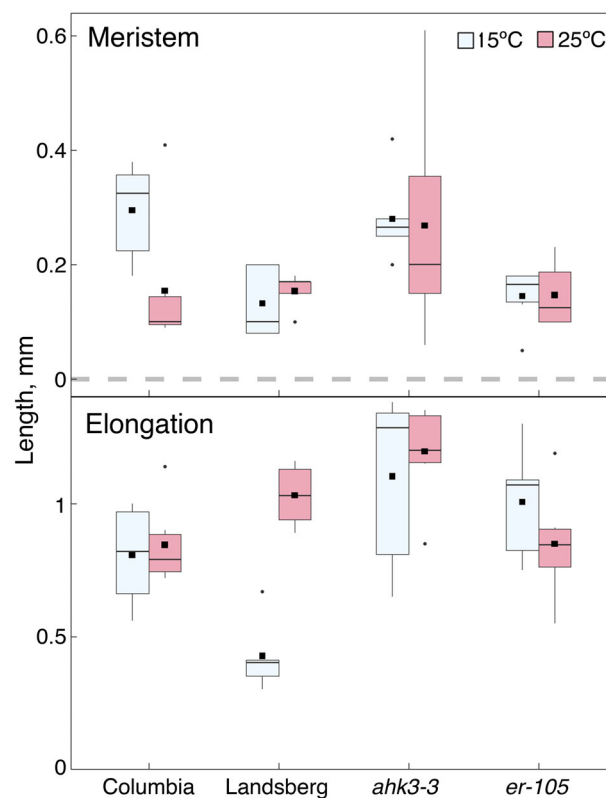 Meristem
15ºC 25ºC
0.6
0.4
0.2
0
Length, mm
Elongation
1
0.5
0
Columbia Landsberg ahk3-3 er-105